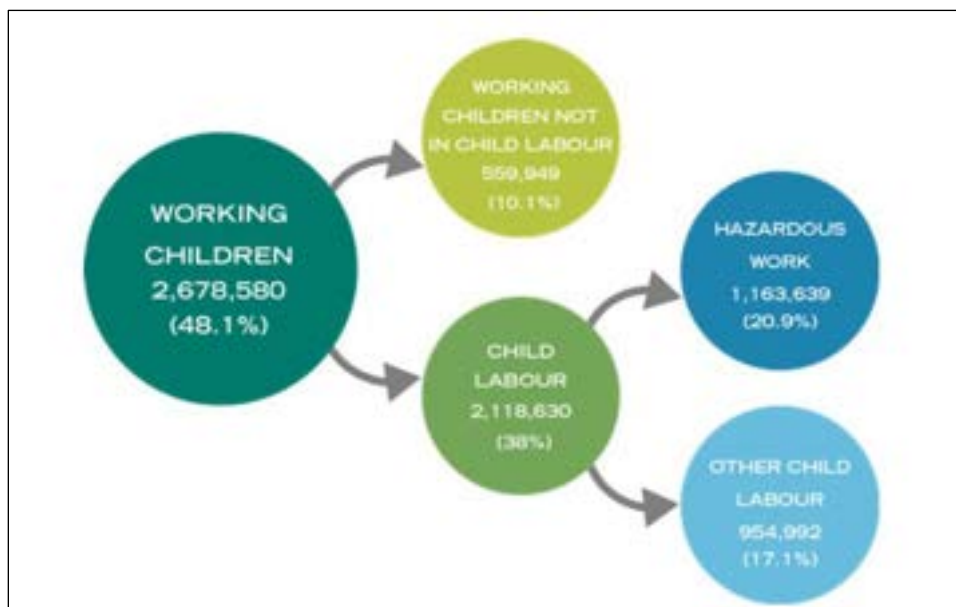 WORKING
CHILDREN
2,678,580
(48.1%)
WORKING
CHILDREN NOT
IN CHILD LABOUR
559,949
(10.1%)
CHILD
LABOUR
2,118,630
(38%)
HAZARDOUS
WORK
1,163,639
(20.9%)
OTHER CHILD
LABOUR
954,992
(17.1%)